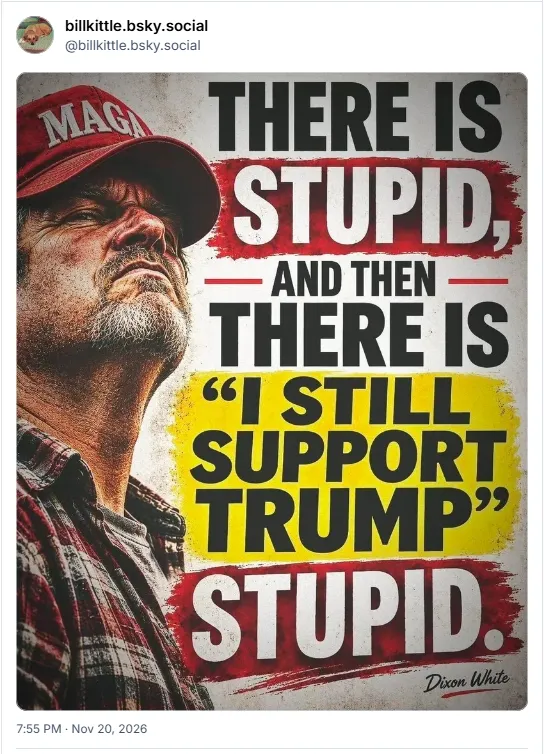 billkittle.bsky.social
@billkittle.bsky.social
MAGA
THERE IS
STUPID,
AND THEN
THERE IS
“I STILL
SUPPORT
TRUMP”
STUPID.
Dixon White
7:55 PM · Nov 20, 2026